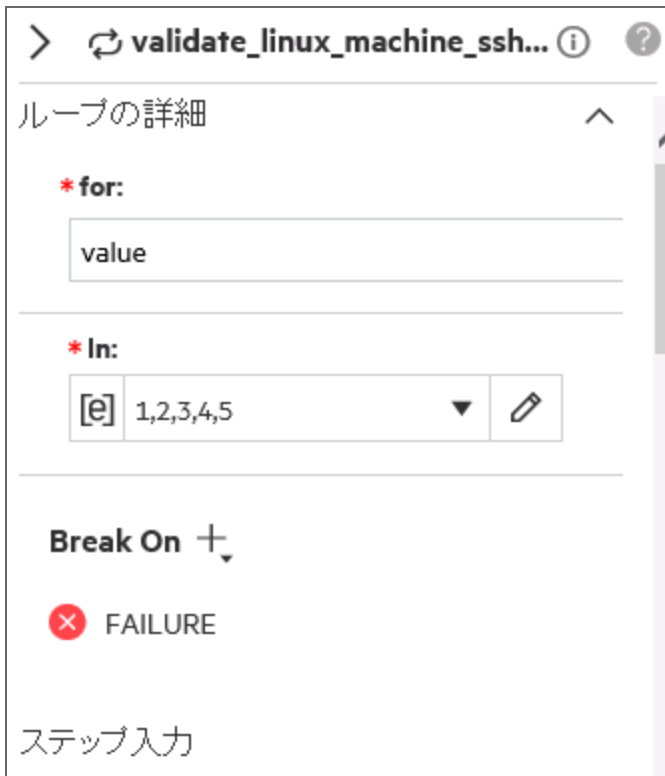 validate_linux_machine_ssh...
ループの詳細
* for:
value
* In:
[e] 1,2,3,4,5
Break On
FAILURE
ステップ入力